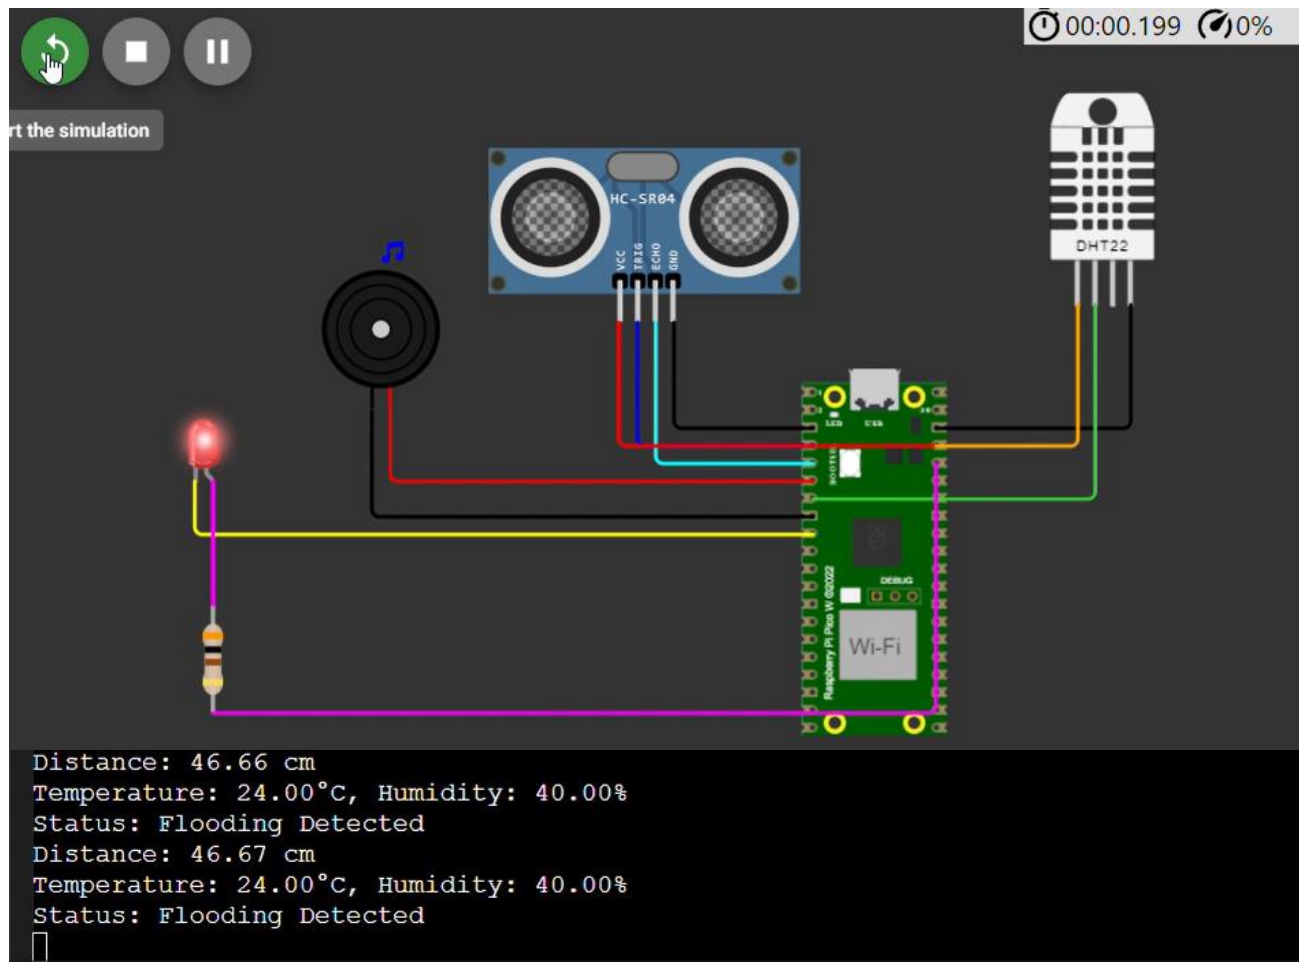 00:00.199 0%
rt the simulation
HC-SR04
VCC
TRIG
ECHO
GND
DHT22
LED
USB
BOOTSEL
DEBUG
Raspberry Pi Pico W ©2022
Wi-Fi
Distance: 46.66 cm
Temperature: 24.00°C, Humidity: 40.00%
Status: Flooding Detected
Distance: 46.67 cm
Temperature: 24.00°C, Humidity: 40.00%
Status: Flooding Detected